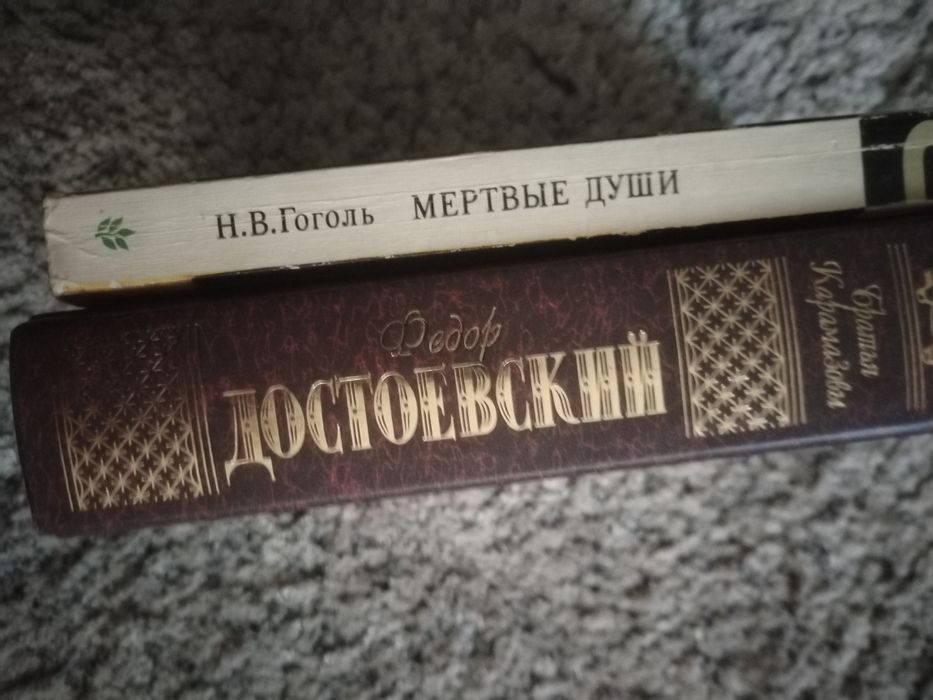 Н.В.Гоголь МЕРТВЫЕ ДУШИ
Федор
ДОСТОЕВСКИЙ
Братья
Карамазовы